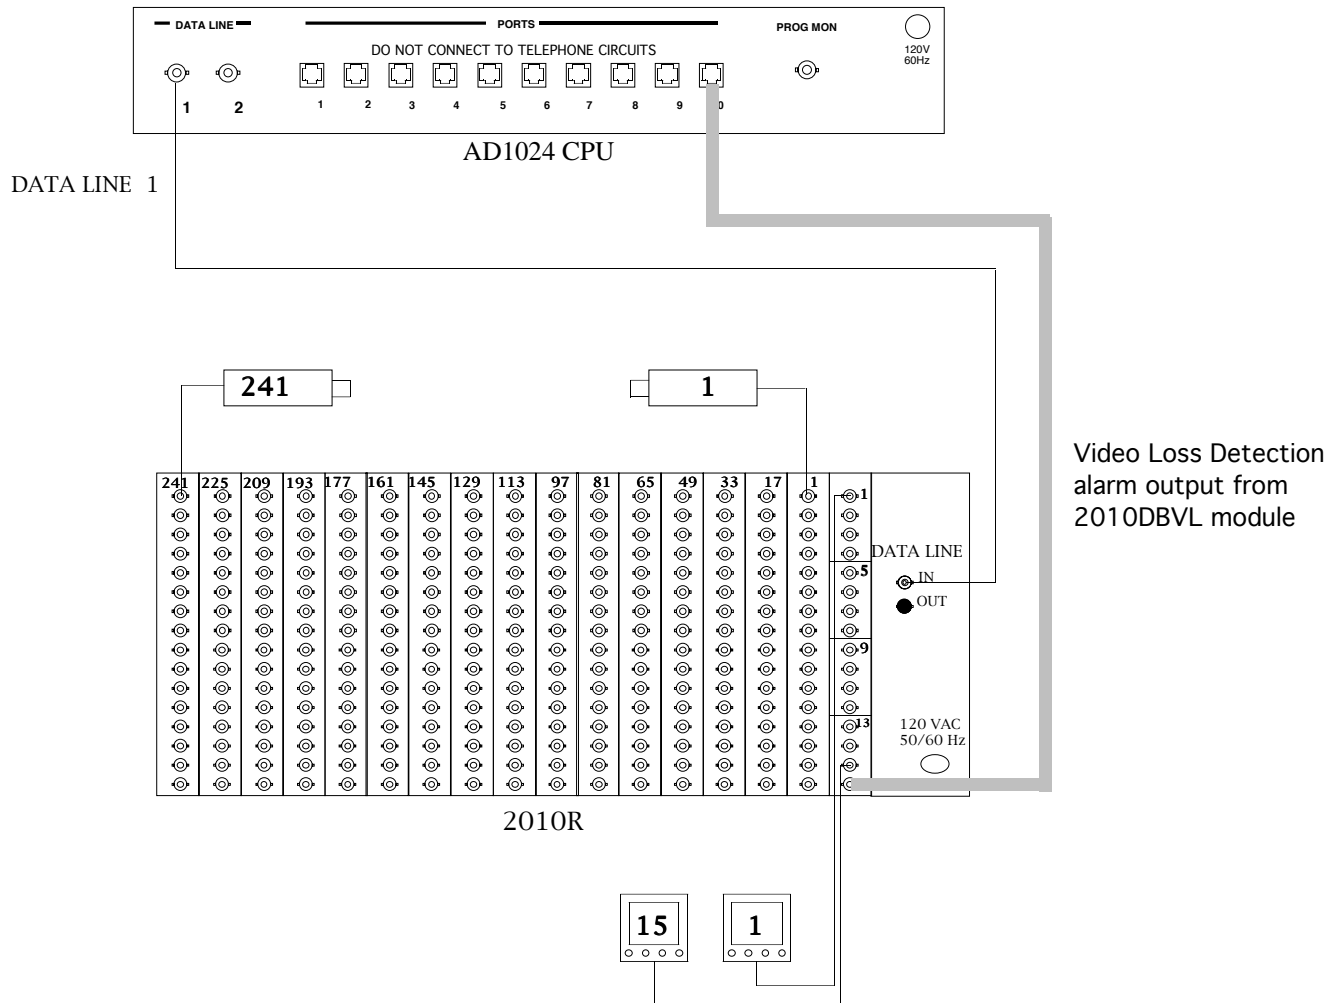 DATA LINE
PORTS
PROG MON
DO NOT CONNECT TO TELEPHONE CIRCUITS
120V
60Hz
1 2
1 2 3 4 5 6 7 8 9 0
AD1024 CPU
DATA LINE 1
241
1
Video Loss Detection
alarm output from
2010DBVL module
241 225 209 193 177 161 145 129 113 97 81 65 49 33 17 1 1
DATA LINE
5
IN
OUT
9
13
120 VAC
50/60 Hz
2010R
15
1